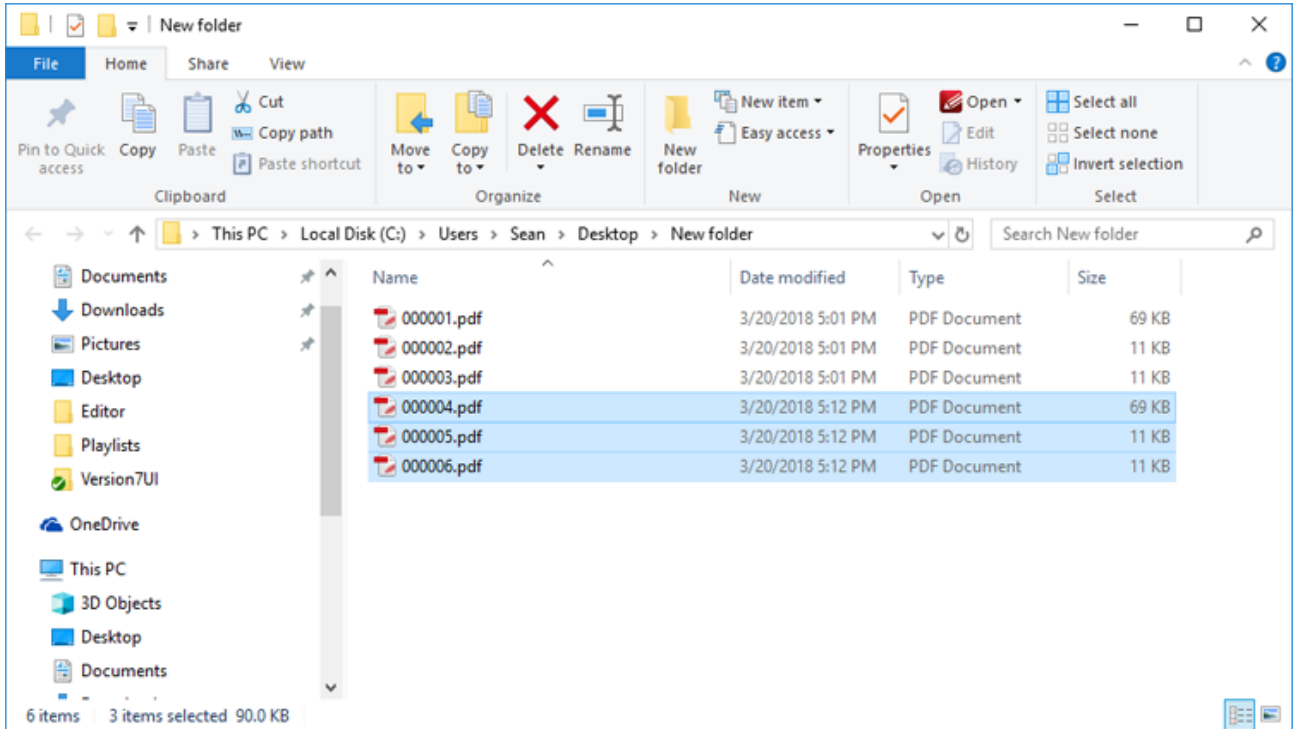 New folder
File Home Share View
Pin to Quick access
Copy
Paste
Cut
Copy path
Paste shortcut
Clipboard
Move to
Copy to
Delete
Rename
Organize
New folder
New item
Easy access
New
Properties
Open
Edit
History
Open
Select all
Select none
Invert selection
Select
This PC > Local Disk (C:) > Users > Sean > Desktop > New folder
Search New folder
Documents
Downloads
Pictures
Desktop
Editor
Playlists
Version7UI
OneDrive
This PC
3D Objects
Desktop
Documents
Name Date modified Type Size
000001.pdf 3/20/2018 5:01 PM PDF Document 69 KB
000002.pdf 3/20/2018 5:01 PM PDF Document 11 KB
000003.pdf 3/20/2018 5:01 PM PDF Document 11 KB
000004.pdf 3/20/2018 5:12 PM PDF Document 69 KB
000005.pdf 3/20/2018 5:12 PM PDF Document 11 KB
000006.pdf 3/20/2018 5:12 PM PDF Document 11 KB
6 items 3 items selected 90.0 KB